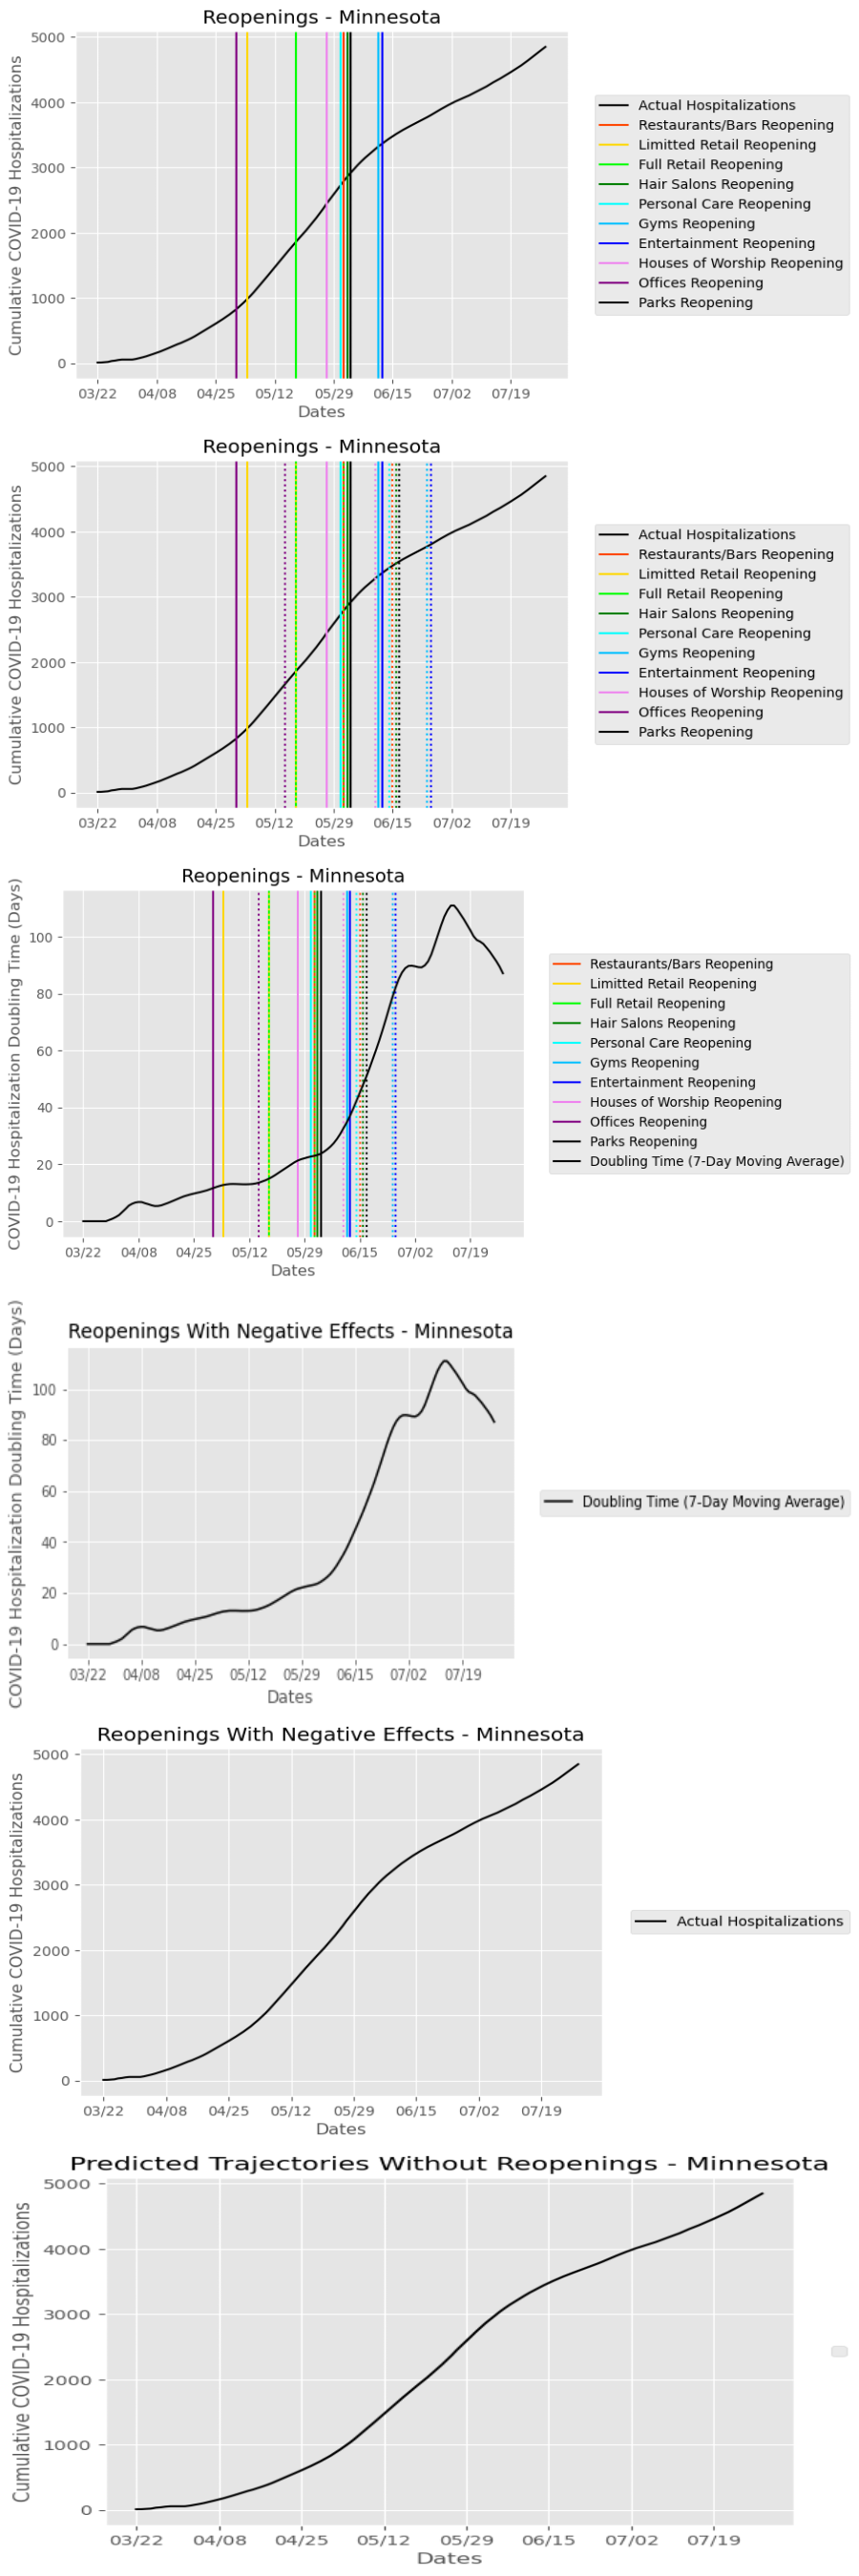 Reopenings - Minnesota
Cumulative COVID-19 Hospitalizations
5000
4000
3000
2000
1000
0
03/22 04/08 04/25 05/12 05/29 06/15 07/02 07/19
Dates
Actual Hospitalizations
Restaurants/Bars Reopening
Limitted Retail Reopening
Full Retail Reopening
Hair Salons Reopening
Personal Care Reopening
Gyms Reopening
Entertainment Reopening
Houses of Worship Reopening
Offices Reopening
Parks Reopening
Reopenings - Minnesota
Cumulative COVID-19 Hospitalizations
5000
4000
3000
2000
1000
0
03/22 04/08 04/25 05/12 05/29 06/15 07/02 07/19
Dates
Actual Hospitalizations
Restaurants/Bars Reopening
Limitted Retail Reopening
Full Retail Reopening
Hair Salons Reopening
Personal Care Reopening
Gyms Reopening
Entertainment Reopening
Houses of Worship Reopening
Offices Reopening
Parks Reopening
Reopenings - Minnesota
COVID-19 Hospitalization Doubling Time (Days)
100
80
60
40
20
0
03/22 04/08 04/25 05/12 05/29 06/15 07/02 07/19
Dates
Restaurants/Bars Reopening
Limitted Retail Reopening
Full Retail Reopening
Hair Salons Reopening
Personal Care Reopening
Gyms Reopening
Entertainment Reopening
Houses of Worship Reopening
Offices Reopening
Parks Reopening
Doubling Time (7-Day Moving Average)
Reopenings With Negative Effects - Minnesota
COVID-19 Hospitalization Doubling Time (Days)
100
80
60
40
20
0
03/22 04/08 04/25 05/12 05/29 06/15 07/02 07/19
Dates
Doubling Time (7-Day Moving Average)
Reopenings With Negative Effects - Minnesota
Cumulative COVID-19 Hospitalizations
5000
4000
3000
2000
1000
0
03/22 04/08 04/25 05/12 05/29 06/15 07/02 07/19
Dates
Actual Hospitalizations
Predicted Trajectories Without Reopenings - Minnesota
Cumulative COVID-19 Hospitalizations
5000
4000
3000
2000
1000
0
03/22 04/08 04/25 05/12 05/29 06/15 07/02 07/19
Dates